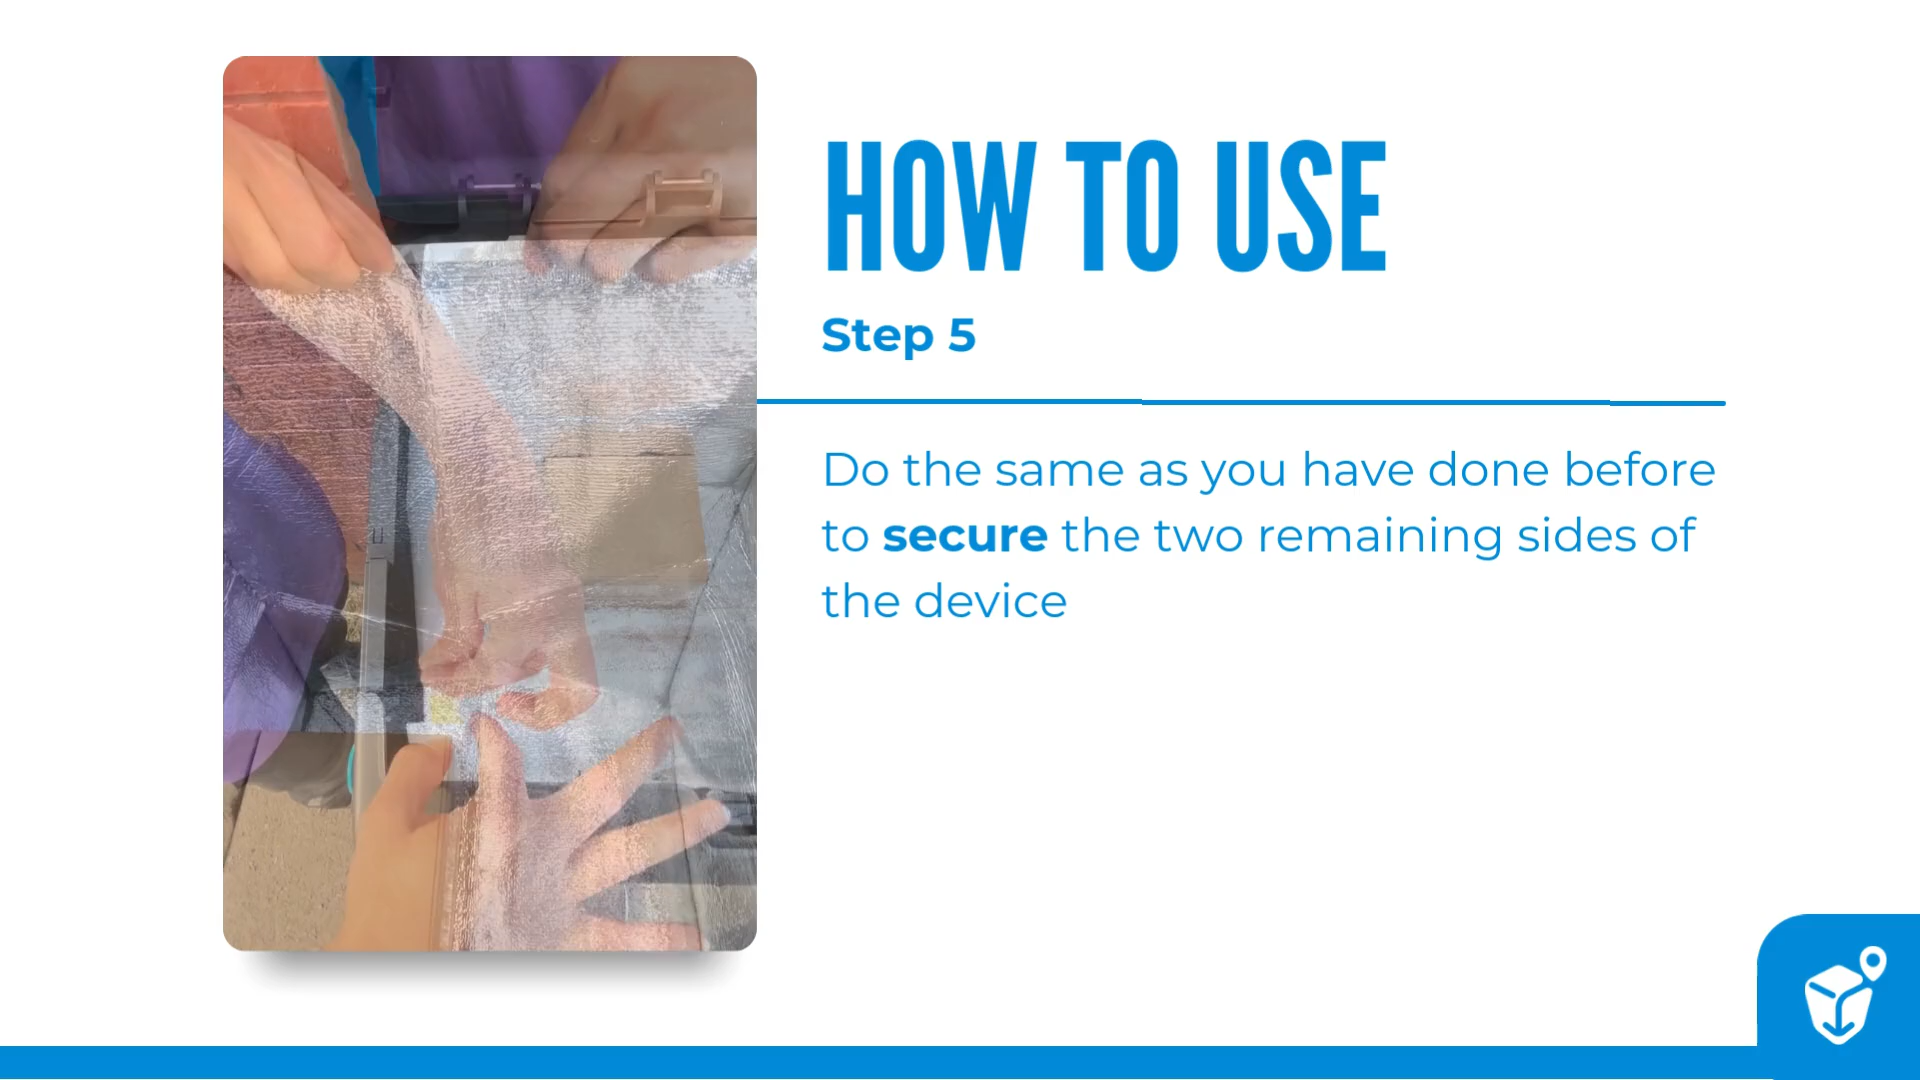 HOW TO USE
Step 5
Do the same as you have done before
to secure the two remaining sides of
the device